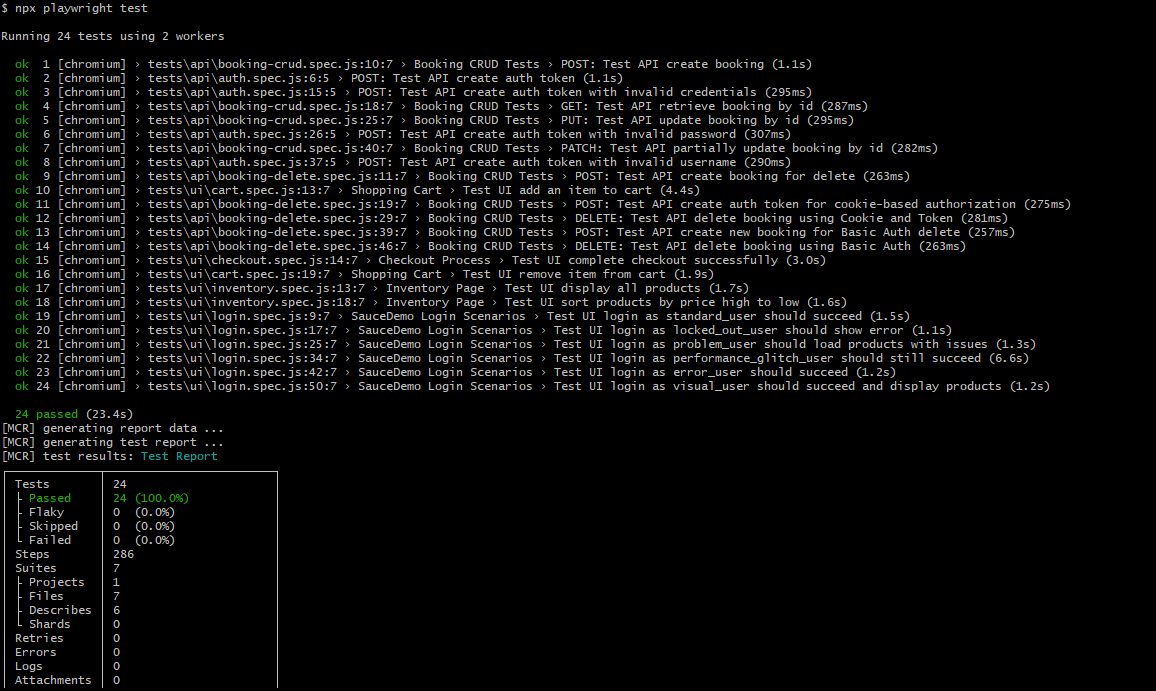 $ npx playwright test
Running 24 tests using 2 workers
ok 1 [chromium] › tests\api\booking-crud.spec.js:10:7 › Booking CRUD Tests › POST: Test API create booking (1.1s)
ok 2 [chromium] › tests\api\auth.spec.js:6:5 › POST: Test API create auth token (1.1s)
ok 3 [chromium] › tests\api\auth.spec.js:15:5 › POST: Test API create auth token with invalid credentials (295ms)
ok 4 [chromium] › tests\api\booking-crud.spec.js:18:7 › Booking CRUD Tests › GET: Test API retrieve booking by id (287ms)
ok 5 [chromium] › tests\api\booking-crud.spec.js:25:7 › Booking CRUD Tests › PUT: Test API update booking by id (295ms)
ok 6 [chromium] › tests\api\auth.spec.js:26:5 › POST: Test API create auth token with invalid password (307ms)
ok 7 [chromium] › tests\api\booking-crud.spec.js:40:7 › Booking CRUD Tests › PATCH: Test API partially update booking by id (282ms)
ok 8 [chromium] › tests\api\auth.spec.js:37:5 › POST: Test API create auth token with invalid username (290ms)
ok 9 [chromium] › tests\api\booking-delete.spec.js:11:7 › Booking CRUD Tests › POST: Test API create booking for delete (263ms)
ok 10 [chromium] › tests\ui\cart.spec.js:13:7 › Shopping Cart › Test UI add an item to cart (4.4s)
ok 11 [chromium] › tests\api\booking-delete.spec.js:19:7 › Booking CRUD Tests › POST: Test API create auth token for cookie-based authorization (275ms)
ok 12 [chromium] › tests\api\booking-delete.spec.js:29:7 › Booking CRUD Tests › DELETE: Test API delete booking using Cookie and Token (281ms)
ok 13 [chromium] › tests\api\booking-delete.spec.js:39:7 › Booking CRUD Tests › POST: Test API create new booking for Basic Auth delete (257ms)
ok 14 [chromium] › tests\api\booking-delete.spec.js:46:7 › Booking CRUD Tests › DELETE: Test API delete booking using Basic Auth (263ms)
ok 15 [chromium] › tests\ui\checkout.spec.js:14:7 › Checkout Process › Test UI complete checkout successfully (3.0s)
ok 16 [chromium] › tests\ui\cart.spec.js:19:7 › Shopping Cart › Test UI remove item from cart (1.9s)
ok 17 [chromium] › tests\ui\inventory.spec.js:13:7 › Inventory Page › Test UI display all products (1.7s)
ok 18 [chromium] › tests\ui\inventory.spec.js:18:7 › Inventory Page › Test UI sort products by price high to low (1.6s)
ok 19 [chromium] › tests\ui\login.spec.js:9:7 › SauceDemo Login Scenarios › Test UI login as standard_user should succeed (1.5s)
ok 20 [chromium] › tests\ui\login.spec.js:17:7 › SauceDemo Login Scenarios › Test UI login as locked_out_user should show error (1.1s)
ok 21 [chromium] › tests\ui\login.spec.js:25:7 › SauceDemo Login Scenarios › Test UI login as problem_user should load products with issues (1.3s)
ok 22 [chromium] › tests\ui\login.spec.js:34:7 › SauceDemo Login Scenarios › Test UI login as performance_glitch_user should still succeed (6.6s)
ok 23 [chromium] › tests\ui\login.spec.js:42:7 › SauceDemo Login Scenarios › Test UI login as error_user should succeed (1.2s)
ok 24 [chromium] › tests\ui\login.spec.js:50:7 › SauceDemo Login Scenarios › Test UI login as visual_user should succeed and display products (1.2s)
24 passed (23.4s)
[MCR] generating report data ...
[MCR] generating test report ...
[MCR] test results: Test Report
Tests 24
Passed 24 (100.0%)
Flaky 0 (0.0%)
Skipped 0 (0.0%)
Failed 0 (0.0%)
Steps 286
Suites 7
Projects 1
Files 7
Describes 6
Shards 0
Retries 0
Errors 0
Logs 0
Attachments 0